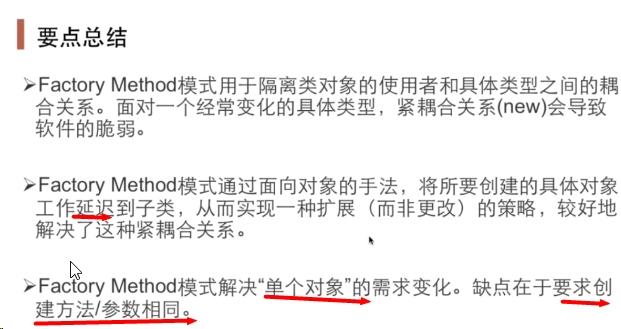 要点总结
➢Factory Method模式用于隔离类对象的使用者和具体类型之间的耦
合关系。面对一个经常变化的具体类型，紧耦合关系(new)会导致
软件的脆弱。
➢Factory Method模式通过面向对象的手法，将所要创建的具体对象
工作延迟到子类，从而实现一种扩展（而非更改）的策略，较好地
解决了这种紧耦合关系。
➢Factory Method模式解决“单个对象”的需求变化。缺点在于要求创
建方法/参数相同。